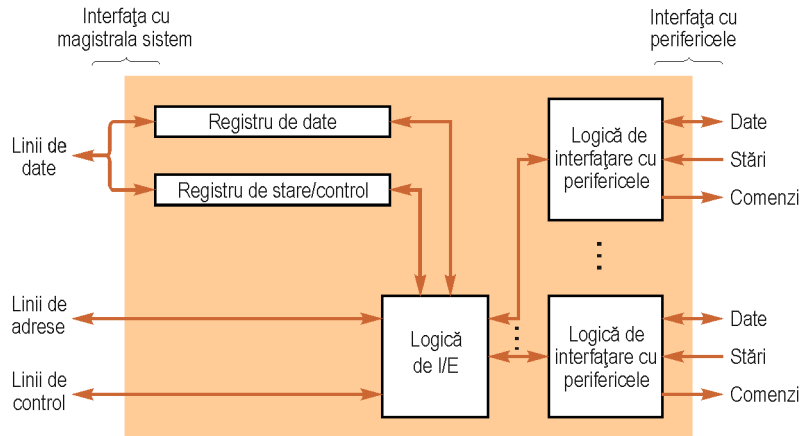 Interfaţa cu
magistrala sistem
Interfaţa cu
perifericele
Linii de
date
Registru de date
Registru de stare/control
Logică de
interfaţare cu
perifericele
Date
Stări
Comenzi
Linii de
adrese
Linii de
control
Logică
de I/E
Logică de
interfaţare cu
perifericele
Date
Stări
Comenzi